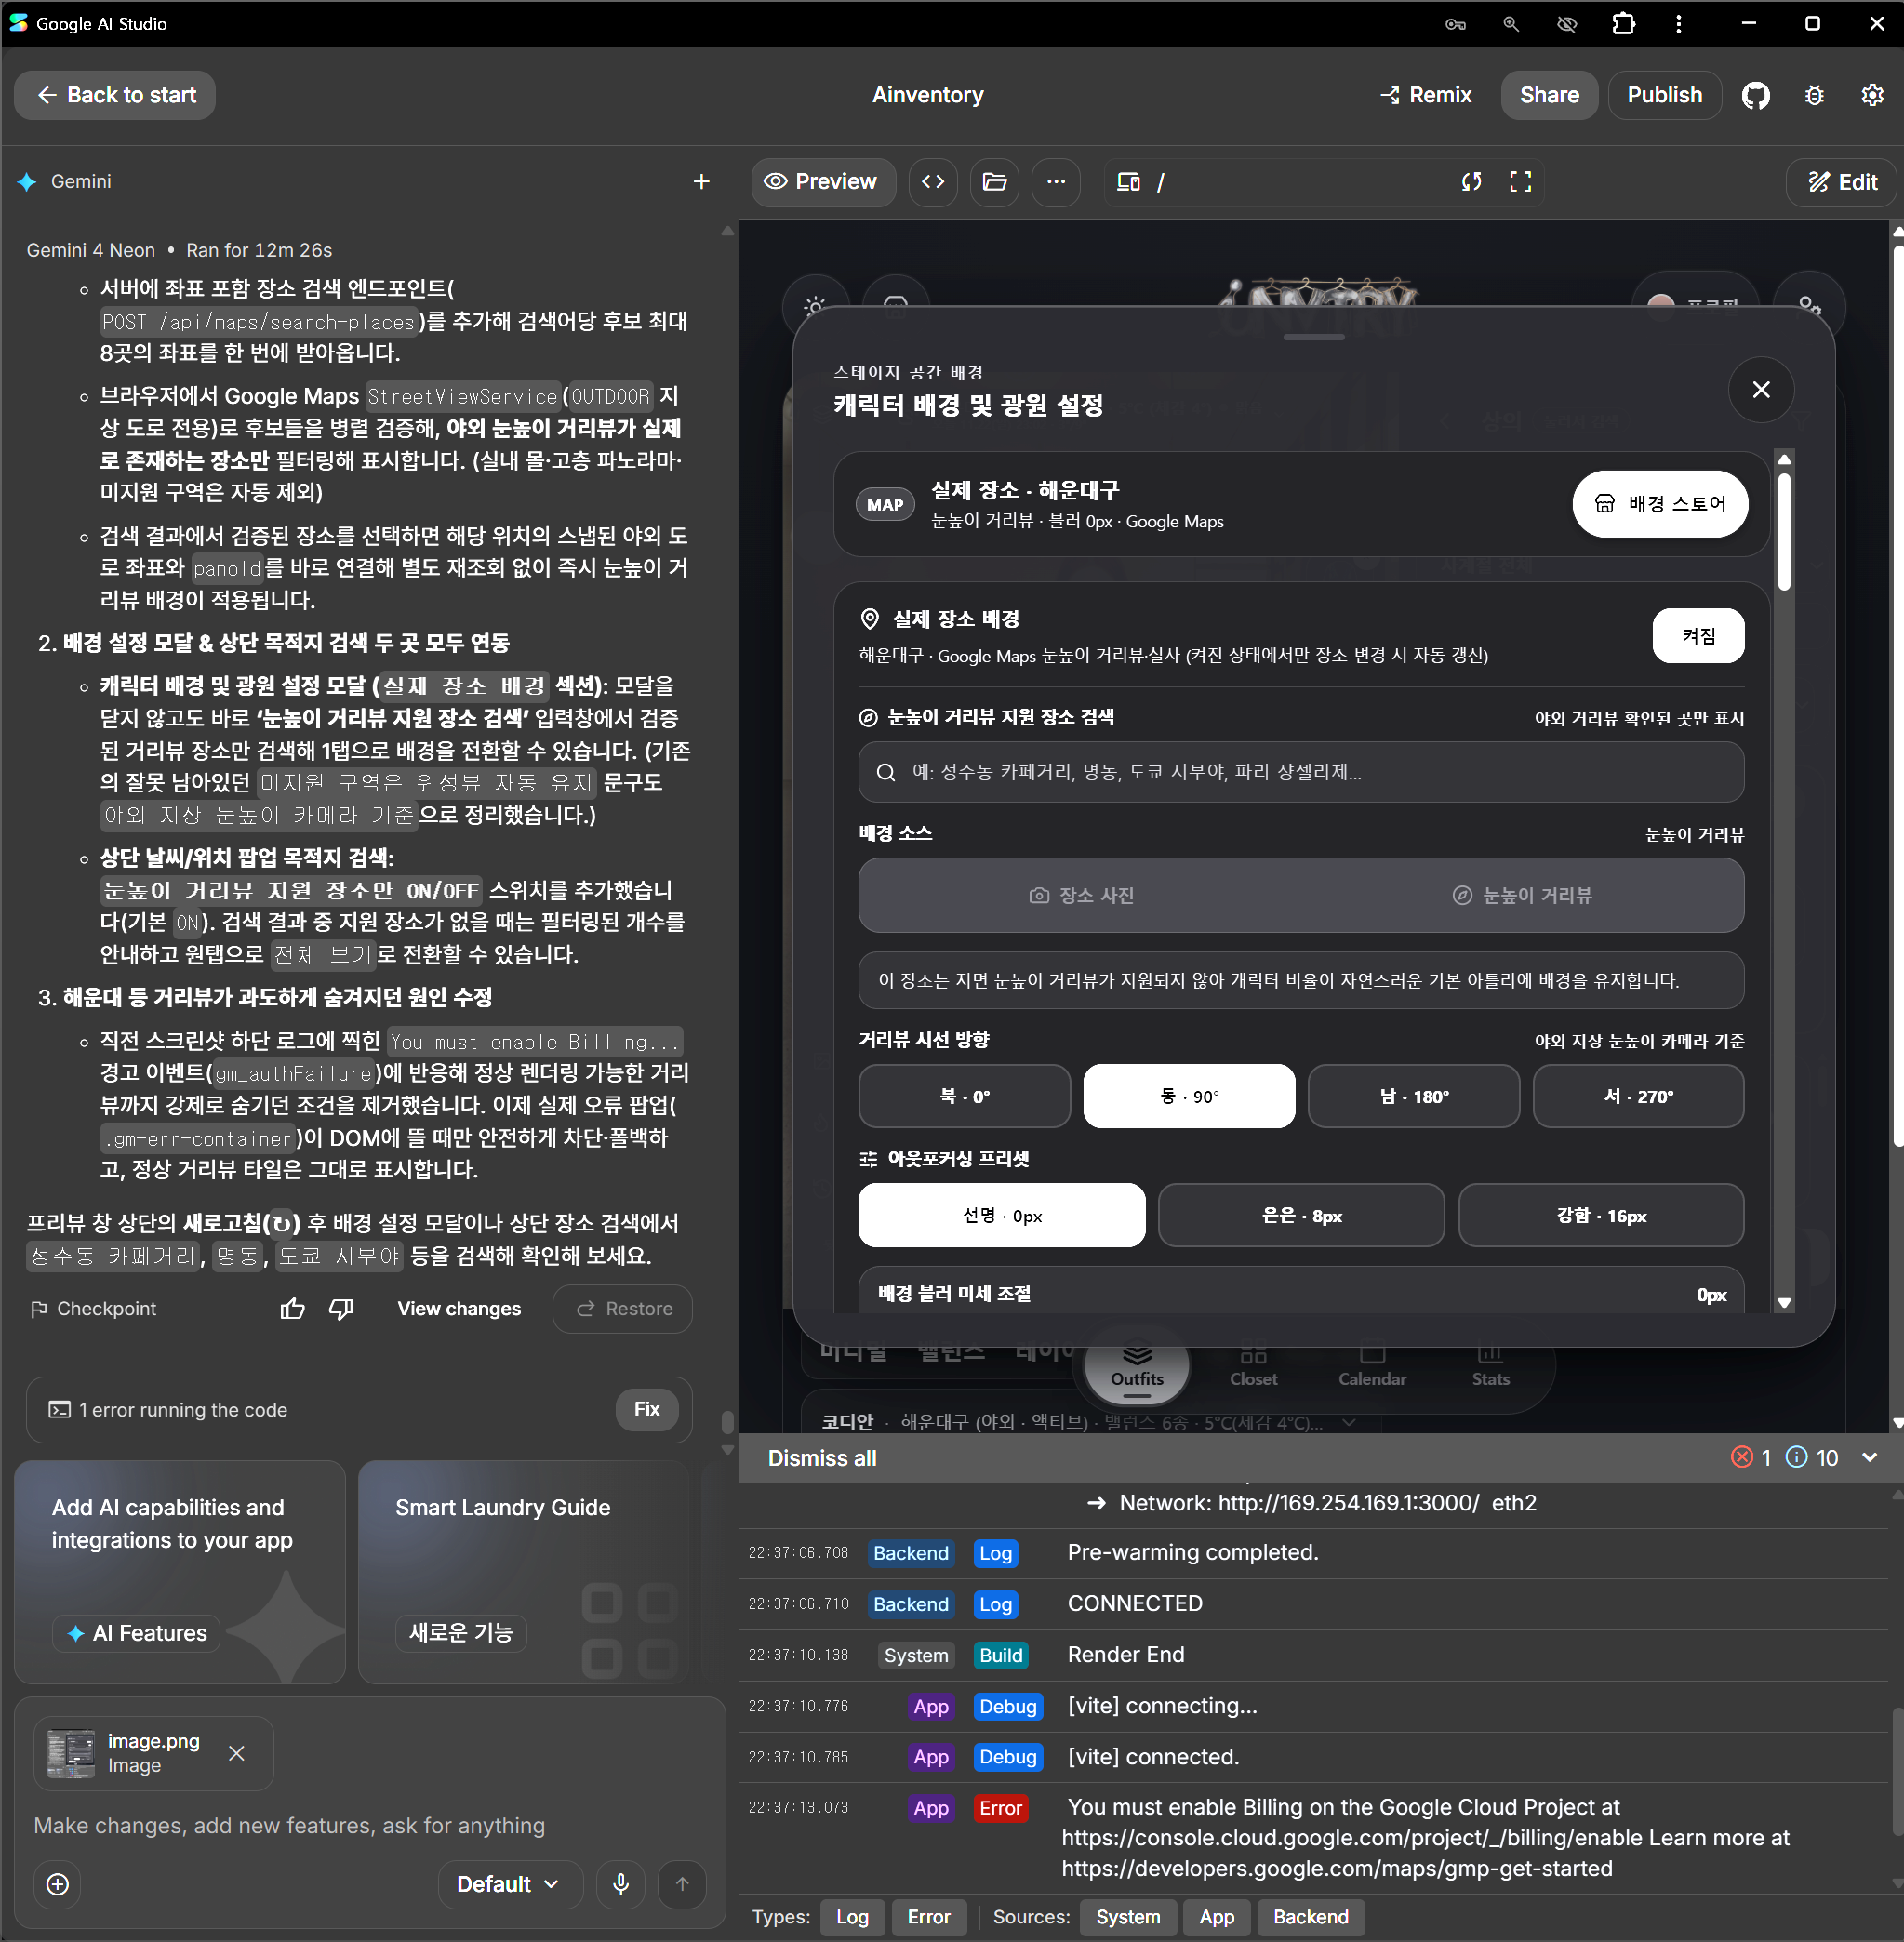 Google AI Studio
Back to start
Ainventory
Remix
Share
Publish
Gemini
Preview
/
Edit
Gemini 4 Neon • Ran for 12m 26s
서버에 좌표 포함 장소 검색 엔드포인트(
POST /api/maps/search-places)를 추가해 검색어당 후보 최대
8곳의 좌표를 한 번에 받아옵니다.
브라우저에서 Google Maps StreetViewService(OUTDOOR 지
상 도로 전용)로 후보들을 병렬 검증해, 야외 눈높이 거리뷰가 실제
로 존재하는 장소만 필터링해 표시합니다. (실내 몰·고층 파노라마·
미지원 구역은 자동 제외)
검색 결과에서 검증된 장소를 선택하면 해당 위치의 스냅된 야외 도
로 좌표와 panoId를 바로 연결해 별도 재조회 없이 즉시 눈높이 거
리뷰 배경이 적용됩니다.
2. 배경 설정 모달 & 상단 목적지 검색 두 곳 모두 연동
캐릭터 배경 및 광원 설정 모달 (실제 장소 배경 섹션): 모달을
닫지 않고도 바로 ‘눈높이 거리뷰 지원 장소 검색’ 입력창에서 검증
된 거리뷰 장소만 검색해 1탭으로 배경을 전환할 수 있습니다. (기존
의 잘못 남아있던 미지원 구역은 위성뷰 자동 유지 문구도
야외 지상 눈높이 카메라 기준으로 정리했습니다.)
상단 날씨/위치 팝업 목적지 검색:
눈높이 거리뷰 지원 장소만 ON/OFF 스위치를 추가했습니
다(기본 ON). 검색 결과 중 지원 장소가 없을 때는 필터링된 개수를
안내하고 원탭으로 전체 보기로 전환할 수 있습니다.
3. 해운대 등 거리뷰가 과도하게 숨겨지던 원인 수정
직전 스크린샷 하단 로그에 찍힌 You must enable Billing...
경고 이벤트(gm_authFailure)에 반응해 정상 렌더링 가능한 거리
뷰까지 강제로 숨기던 조건을 제거했습니다. 이제 실제 오류 팝업(
.gm-err-container)이 DOM에 뜰 때만 안전하게 차단·폴백하
고, 정상 거리뷰 타일은 그대로 표시합니다.
프리뷰 창 상단의 새로고침(↻) 후 배경 설정 모달이나 상단 장소 검색에서
성수동 카페거리, 명동, 도쿄 시부야 등을 검색해 확인해 보세요.
Checkpoint
View changes
Restore
1 error running the code
Fix
Add AI capabilities and
integrations to your app
AI Features
Smart Laundry Guide
새로운 기능
image.png
Image
Make changes, add new features, ask for anything
Default
프로필
스테이지 공간 배경
캐릭터 배경 및 광원 설정
MAP
실제 장소 · 해운대구
눈높이 거리뷰 · 블러 0px · Google Maps
배경 스토어
실제 장소 배경
해운대구 · Google Maps 눈높이 거리뷰·실사 (켜진 상태에서만 장소 변경 시 자동 갱신)
켜짐
눈높이 거리뷰 지원 장소 검색
야외 거리뷰 확인된 곳만 표시
예: 성수동 카페거리, 명동, 도쿄 시부야, 파리 샹젤리제...
배경 소스
눈높이 거리뷰
장소 사진
눈높이 거리뷰
이 장소는 지면 눈높이 거리뷰가 지원되지 않아 캐릭터 비율이 자연스러운 기본 아틀리에 배경을 유지합니다.
거리뷰 시선 방향
야외 지상 눈높이 카메라 기준
북 · 0°
동 · 90°
남 · 180°
서 · 270°
아웃포커싱 프리셋
선명 · 0px
은은 · 8px
강함 · 16px
배경 블러 미세 조절
0px
미니멀 밸런스
Outfits
Closet
Calendar
Stats
코디안 · 해운대구 (야외 · 액티브) · 밸런스 6종 · 5°C(체감 4°C)...
Dismiss all
1
10
➜ Network: http://169.254.169.1:3000/ eth2
22:37:06.708 Backend Log Pre-warming completed.
22:37:06.710 Backend Log CONNECTED
22:37:10.138 System Build Render End
22:37:10.776 App Debug [vite] connecting...
22:37:10.785 App Debug [vite] connected.
22:37:13.073 App Error You must enable Billing on the Google Cloud Project at
https://console.cloud.google.com/project/_/billing/enable Learn more at
https://developers.google.com/maps/gmp-get-started
Types: Log Error Sources: System App Backend